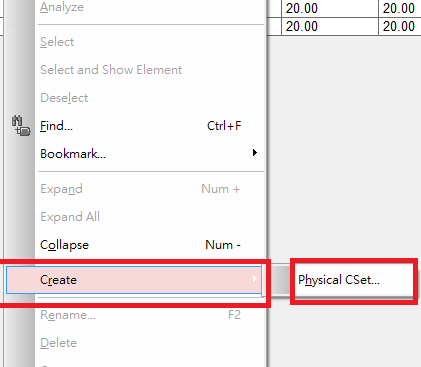 Analyze 20.00 20.00
Select 20.00 20.00
Select and Show Element
Deselect
Find... Ctrl+F
Bookmark...
Expand Num +
Expand All
Collapse Num -
Create Physical CSet...
Rename... F2
Delete